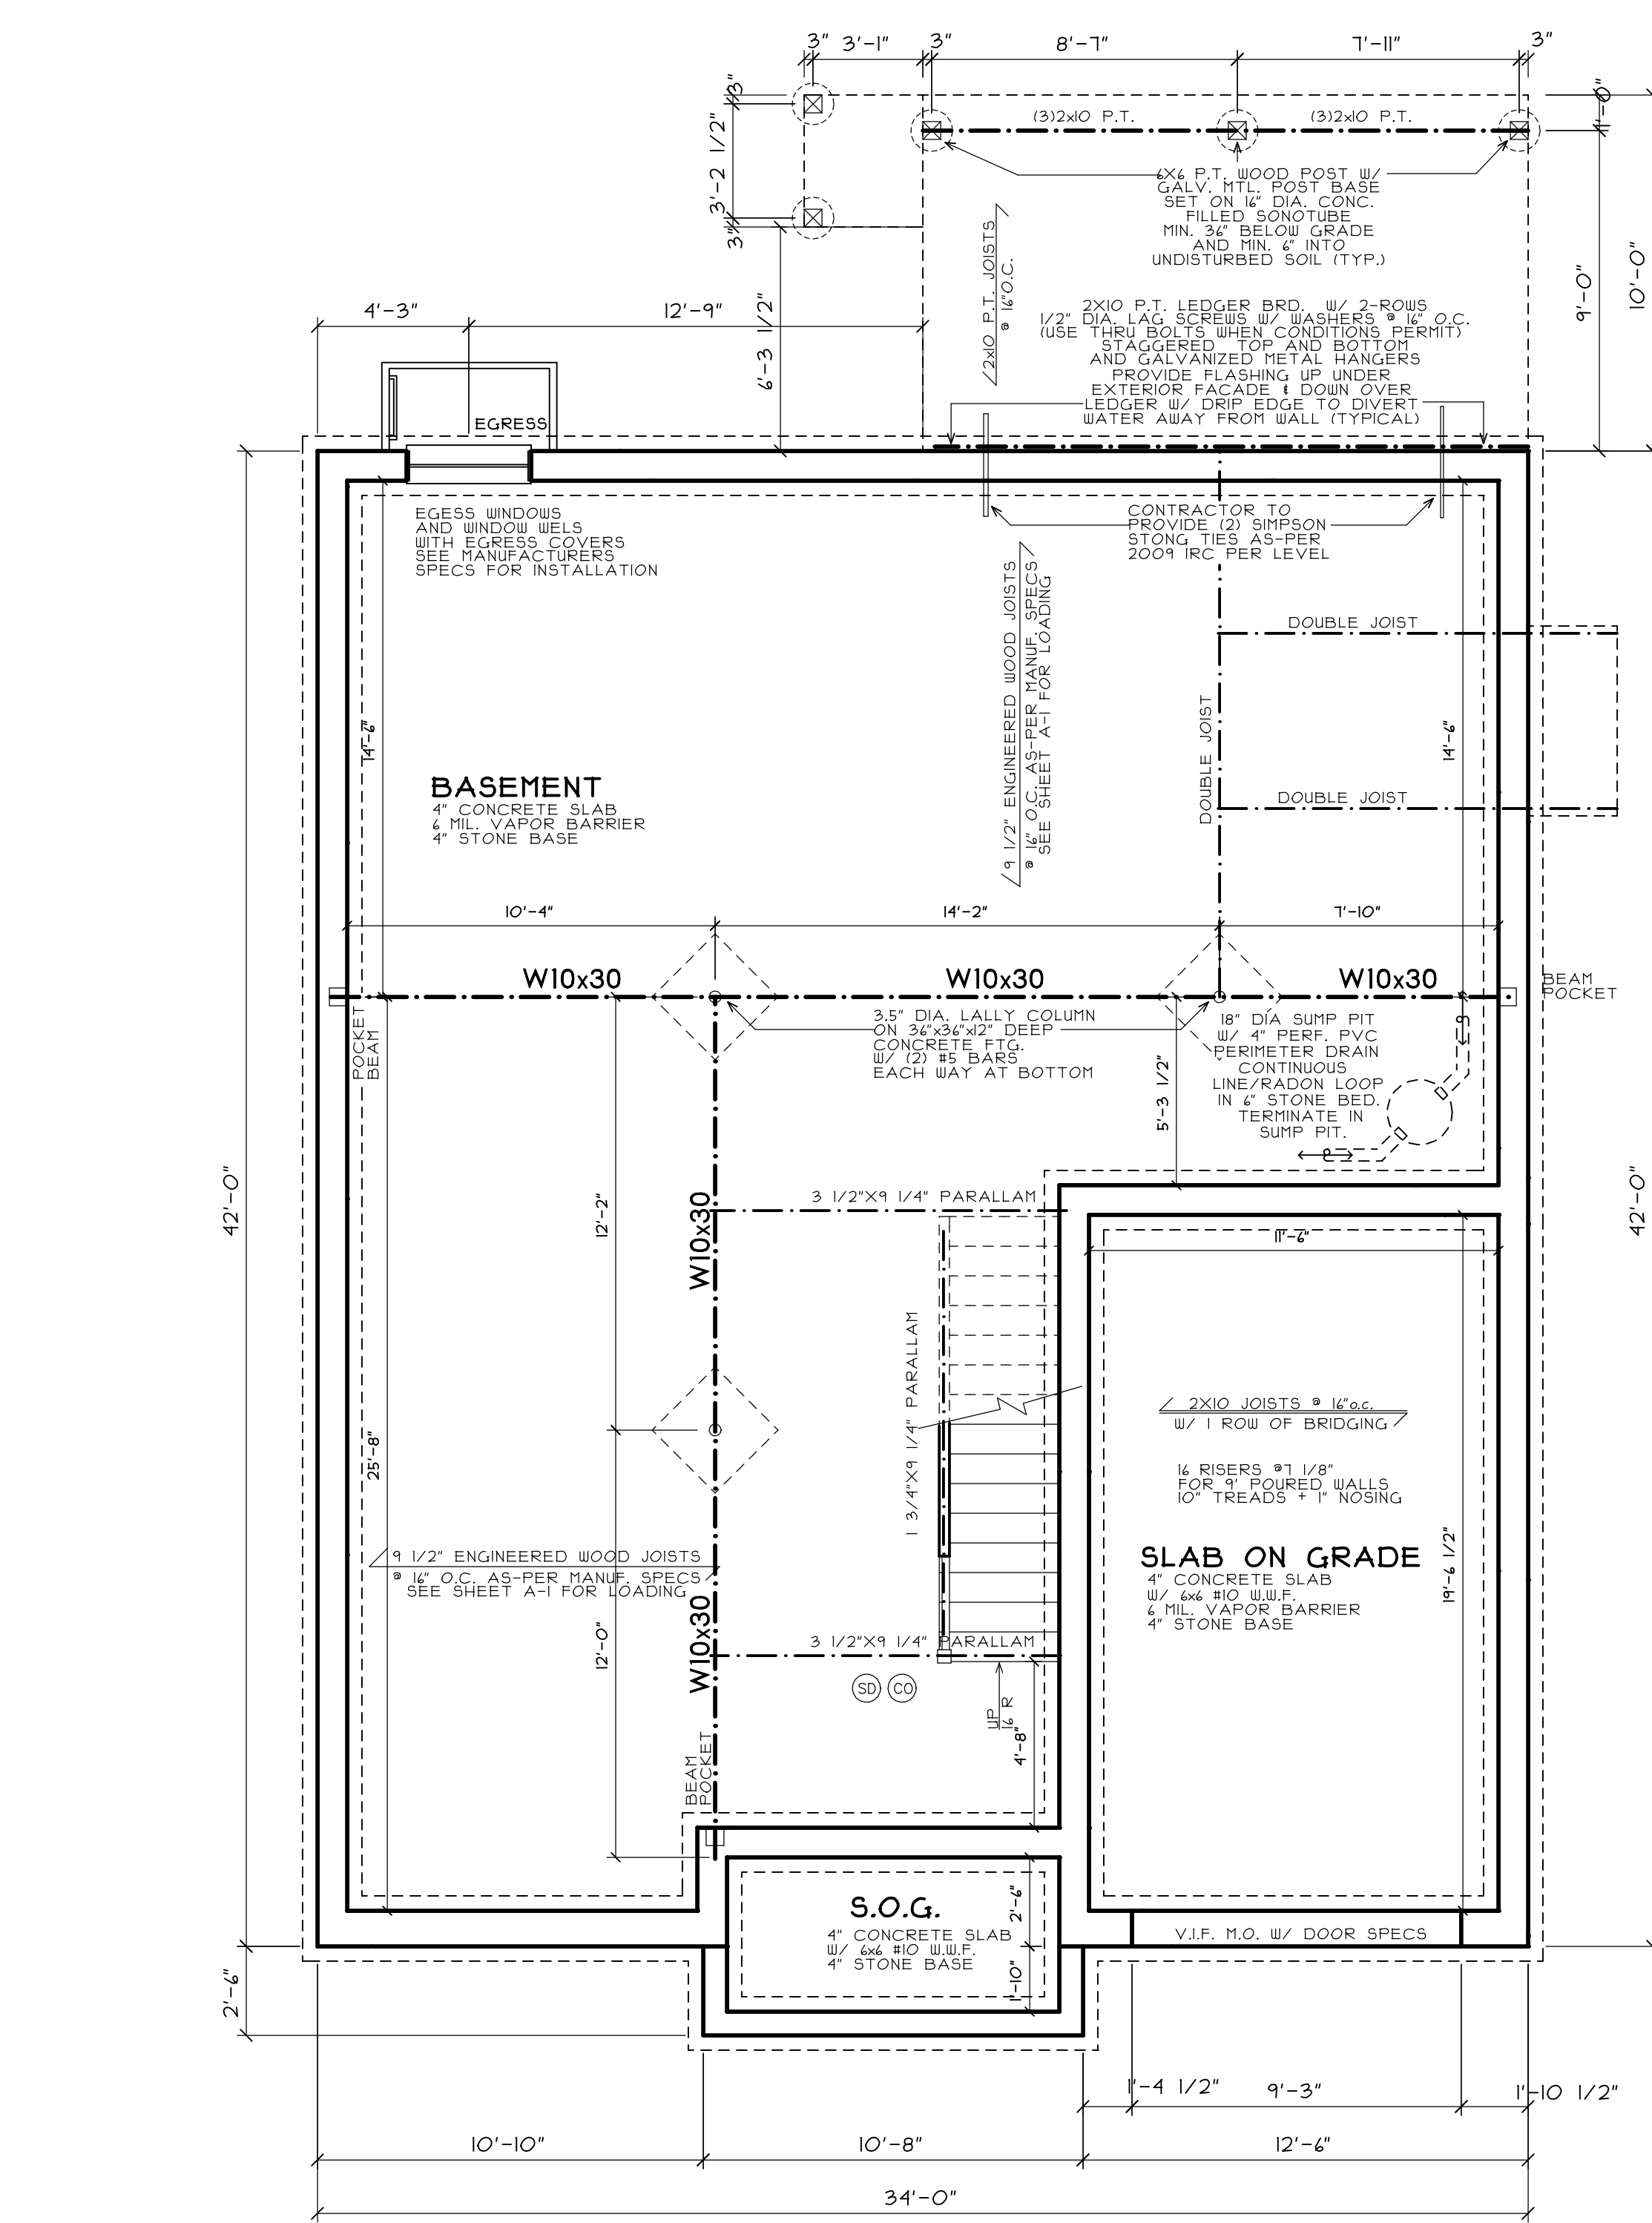 3" 3'-1" 3" 8'-7" 7'-11" 3"
3"
3'-2 1/2"
3"
1'-0"
(3)2x10 P.T. (3)2x10 P.T.
6X6 P.T. WOOD POST W/
GALV. MTL. POST BASE
SET ON 16" DIA. CONC.
FILLED SONOTUBE
MIN. 36" BELOW GRADE
AND MIN. 6" INTO
UNDISTURBED SOIL (TYP.)
2x10 P.T. JOISTS
@ 16"O.C.
9'-0"
10'-0"
4'-3" 12'-9"
6'-3 1/2"
2X10 P.T. LEDGER BRD. W/ 2-ROWS
1/2" DIA. LAG SCREWS W/ WASHERS @ 16" O.C.
(USE THRU BOLTS WHEN CONDITIONS PERMIT)
STAGGERED TOP AND BOTTOM
AND GALVANIZED METAL HANGERS
PROVIDE FLASHING UP UNDER
EXTERIOR FACADE & DOWN OVER
LEDGER W/ DRIP EDGE TO DIVERT
WATER AWAY FROM WALL (TYPICAL)
EGRESS
EGESS WINDOWS
AND WINDOW WELS
WITH EGRESS COVERS
SEE MANUFACTURERS
SPECS FOR INSTALLATION
CONTRACTOR TO
PROVIDE (2) SIMPSON
STONG TIES AS-PER
2009 IRC PER LEVEL
9 1/2" ENGINEERED WOOD JOISTS
@ 16" O.C. AS-PER MANUF. SPECS
SEE SHEET A-1 FOR LOADING
DOUBLE JOIST
DOUBLE JOIST
DOUBLE JOIST
14'-6"
14'-6"
BASEMENT
4" CONCRETE SLAB
6 MIL. VAPOR BARRIER
4" STONE BASE
10'-4" 14'-2" 7'-10"
W10x30 W10x30 W10x30
BEAM
POCKET
POCKET
BEAM
3.5" DIA. LALLY COLUMN
ON 36"x36"x12" DEEP
CONCRETE FTG.
W/ (2) #5 BARS
EACH WAY AT BOTTOM
18" DIA SUMP PIT
W/ 4" PERF. PVC
PERIMETER DRAIN
CONTINUOUS
LINE/RADON LOOP
IN 6" STONE BED.
TERMINATE IN
SUMP PIT.
5'-3 1/2"
42'-0"
42'-0"
12'-2"
W10x30
3 1/2"X9 1/4" PARALLAM
11'-6"
1 3/4"X9 1/4" PARALLAM
2X10 JOISTS @ 16"o.c.
W/ 1 ROW OF BRIDGING
16 RISERS @7 1/8"
FOR 9' POURED WALLS
10" TREADS + 1" NOSING
25'-8"
SLAB ON GRADE
4" CONCRETE SLAB
W/ 6x6 #10 W.W.F.
6 MIL. VAPOR BARRIER
4" STONE BASE
19'-6 1/2"
9 1/2" ENGINEERED WOOD JOISTS
@ 16" O.C. AS-PER MANUF. SPECS
SEE SHEET A-1 FOR LOADING
12'-0"
W10x30
3 1/2"X9 1/4" PARALLAM
SD CO
UP
16 R
4'-8"
BEAM
POCKET
S.O.G.
4" CONCRETE SLAB
W/ 6x6 #10 W.W.F.
4" STONE BASE
2'-6"
1'-10"
V.I.F. M.O. W/ DOOR SPECS
2'-6"
1'-4 1/2" 9'-3" 1'-10 1/2"
10'-10" 10'-8" 12'-6"
34'-0"